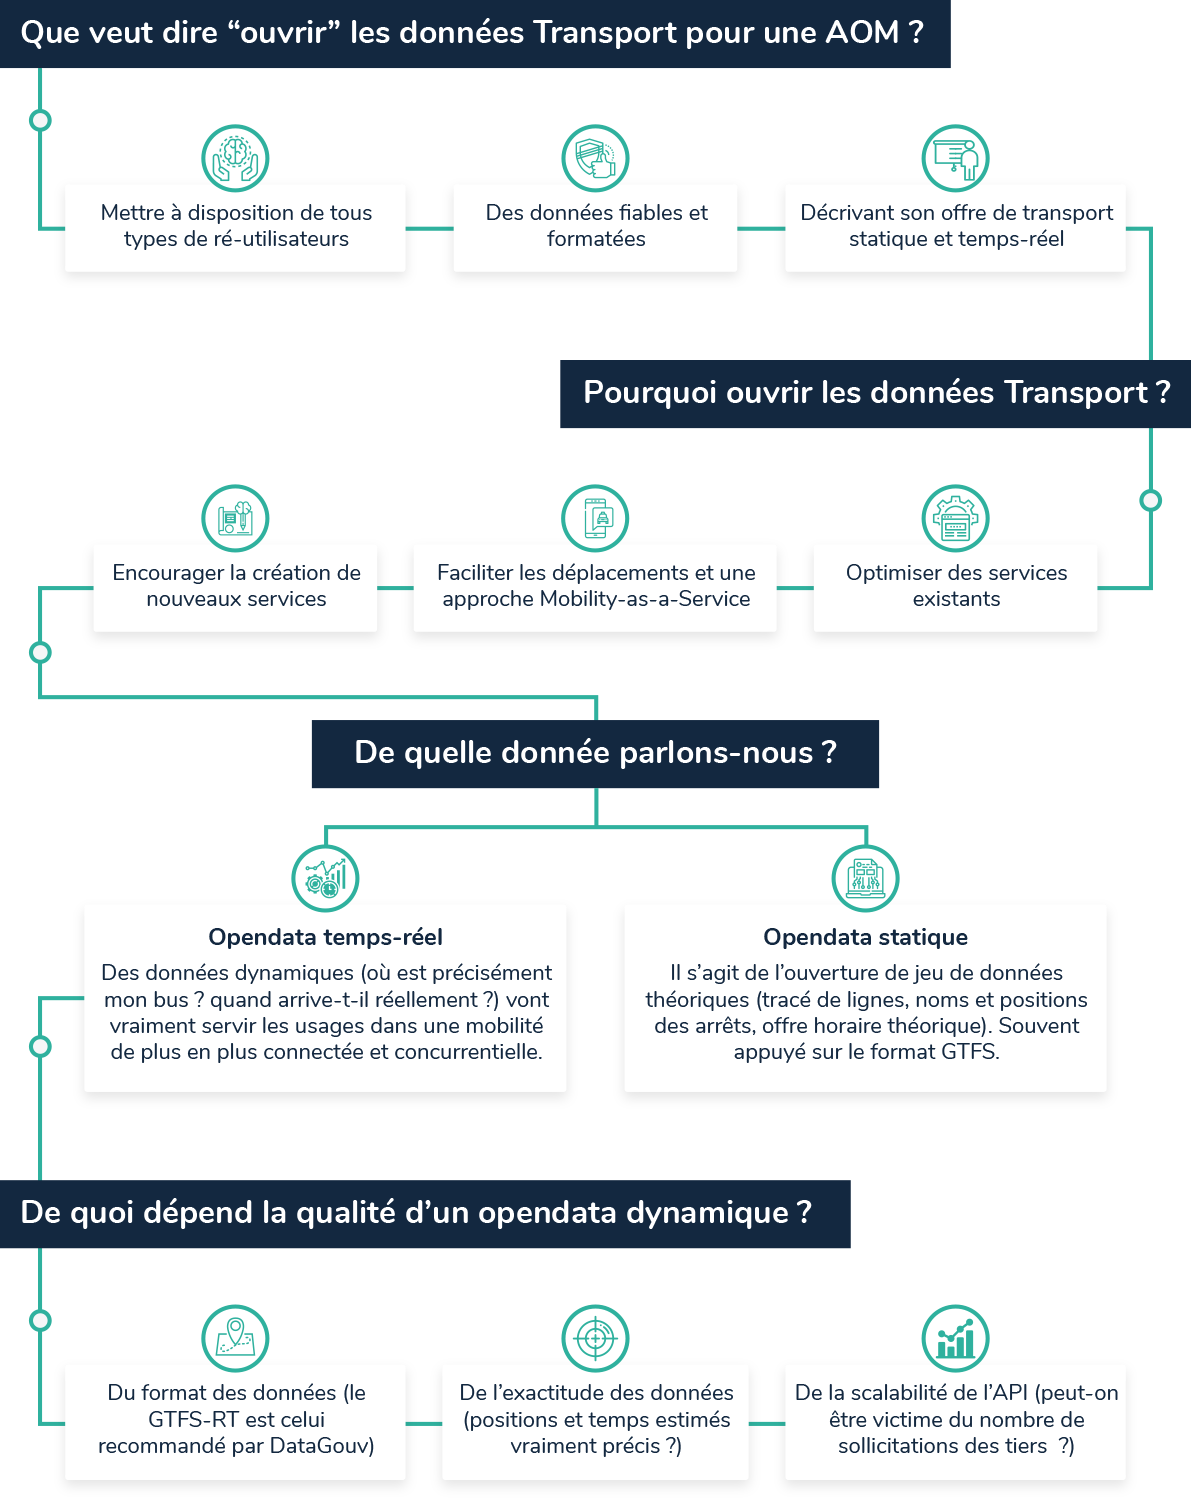 Que veut dire “ouvrir” les données Transport pour une AOM ?
Mettre à disposition de tous
types de ré-utilisateurs
Des données fiables et
formatées
Décrivant son offre de transport
statique et temps-réel
Pourquoi ouvrir les données Transport ?
Encourager la création de
nouveaux services
Faciliter les déplacements et une
approche Mobility-as-a-Service
Optimiser des services
existants
De quelle donnée parlons-nous ?
Opendata temps-réel
Des données dynamiques (où est précisément
mon bus ? quand arrive-t-il réellement ?) vont
vraiment servir les usages dans une mobilité
de plus en plus connectée et concurrentielle.
Opendata statique
Il s’agit de l’ouverture de jeu de données
théoriques (tracé de lignes, noms et positions
des arrêts, offre horaire théorique). Souvent
appuyé sur le format GTFS.
De quoi dépend la qualité d’un opendata dynamique ?
Du format des données (le
GTFS-RT est celui
recommandé par DataGouv)
De l’exactitude des données
(positions et temps estimés
vraiment précis ?)
De la scalabilité de l’API (peut-on
être victime du nombre de
sollicitations des tiers  ?)